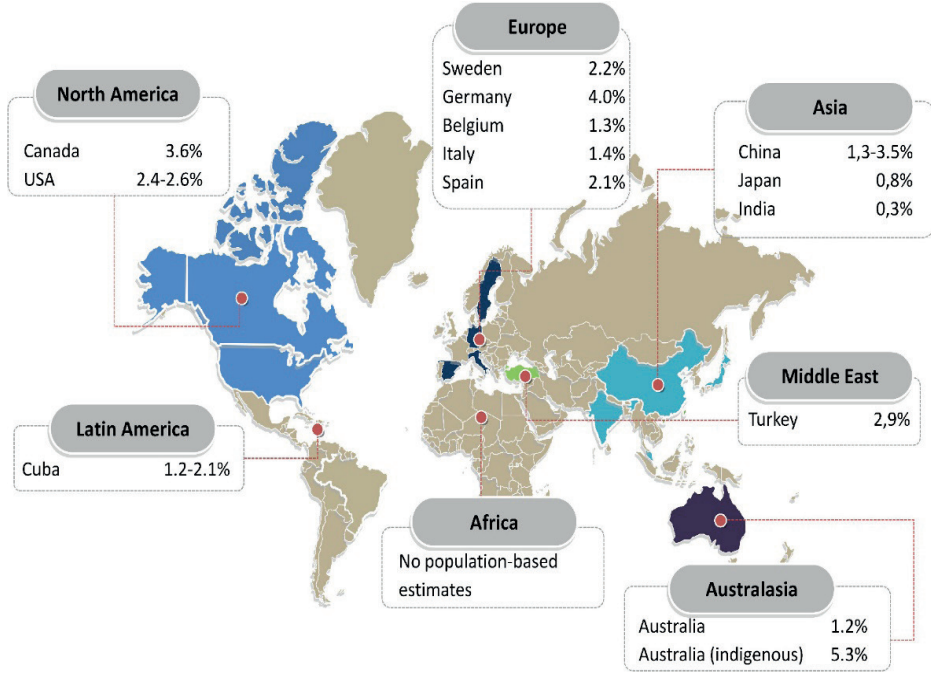 North America
Canada 3.6%
USA 2.4-2.6%
Europe
Sweden 2.2%
Germany 4.0%
Belgium 1.3%
Italy 1.4%
Spain 2.1%
Asia
China 1,3-3.5%
Japan 0,8%
India 0,3%
Middle East
Turkey 2,9%
Latin America
Cuba 1.2-2.1%
Africa
No population-based
estimates
Australasia
Australia 1.2%
Australia (indigenous) 5.3%